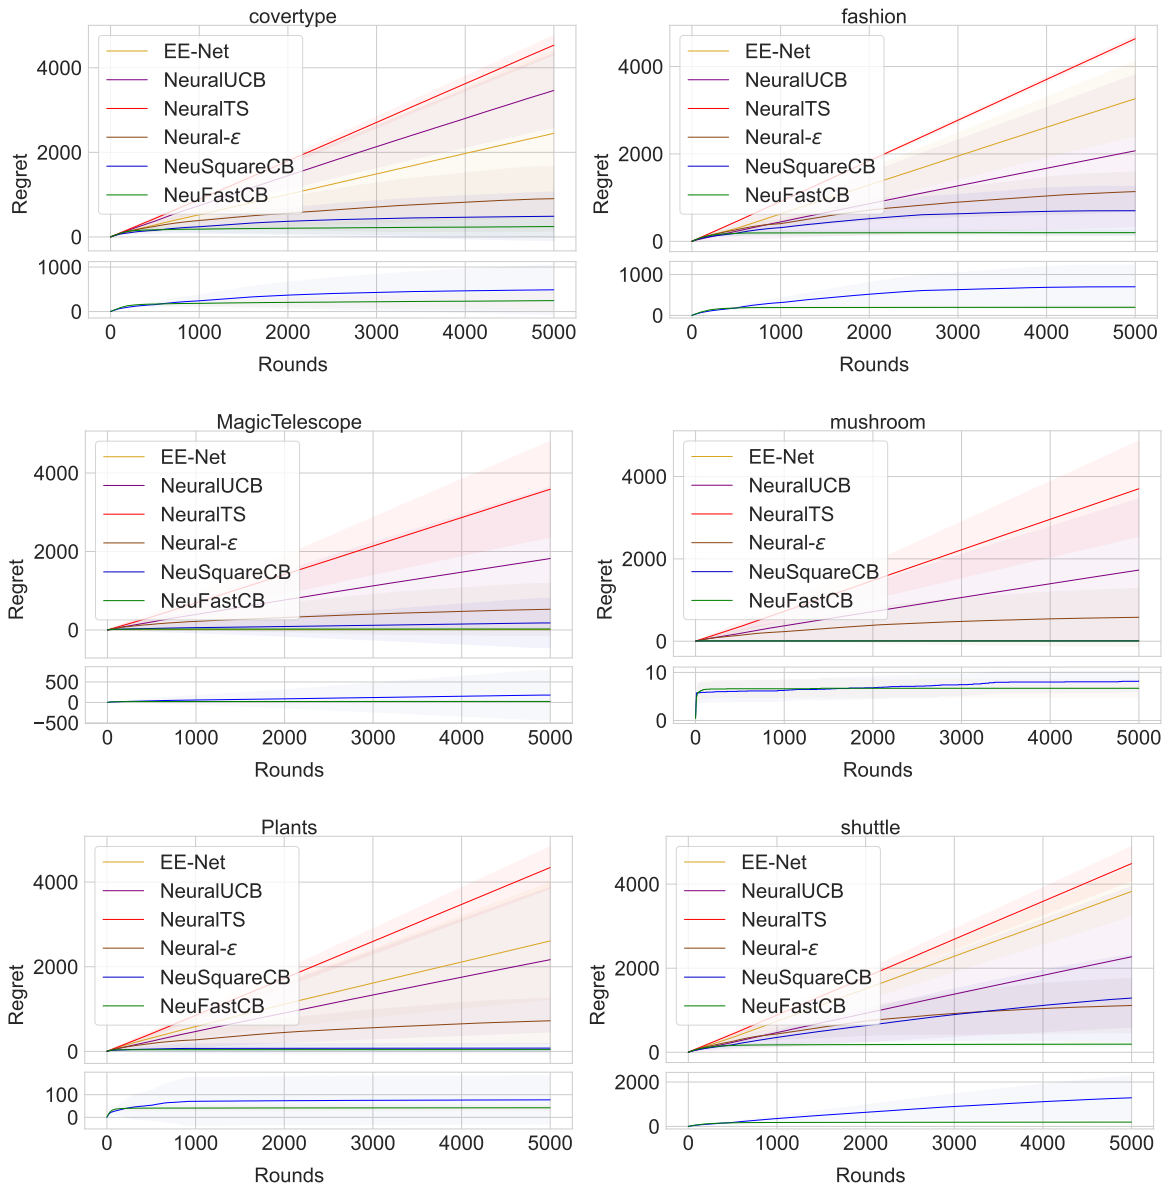 covertype
EE-Net
NeuralUCB
NeuralTS
Neural-ε
NeuSquareCB
NeuFastCB
Regret
4000
2000
0
1000
0
0 1000 2000 3000 4000 5000
Rounds
fashion
EE-Net
NeuralUCB
NeuralTS
Neural-ε
NeuSquareCB
NeuFastCB
Regret
4000
2000
0
1000
0
0 1000 2000 3000 4000 5000
Rounds
MagicTelescope
EE-Net
NeuralUCB
NeuralTS
Neural-ε
NeuSquareCB
NeuFastCB
Regret
4000
2000
0
500
0
−500
0 1000 2000 3000 4000 5000
Rounds
mushroom
EE-Net
NeuralUCB
NeuralTS
Neural-ε
NeuSquareCB
NeuFastCB
Regret
4000
2000
0
10
0
0 1000 2000 3000 4000 5000
Rounds
Plants
EE-Net
NeuralUCB
NeuralTS
Neural-ε
NeuSquareCB
NeuFastCB
Regret
4000
2000
0
100
0
0 1000 2000 3000 4000 5000
Rounds
shuttle
EE-Net
NeuralUCB
NeuralTS
Neural-ε
NeuSquareCB
NeuFastCB
Regret
4000
2000
0
2000
0
0 1000 2000 3000 4000 5000
Rounds